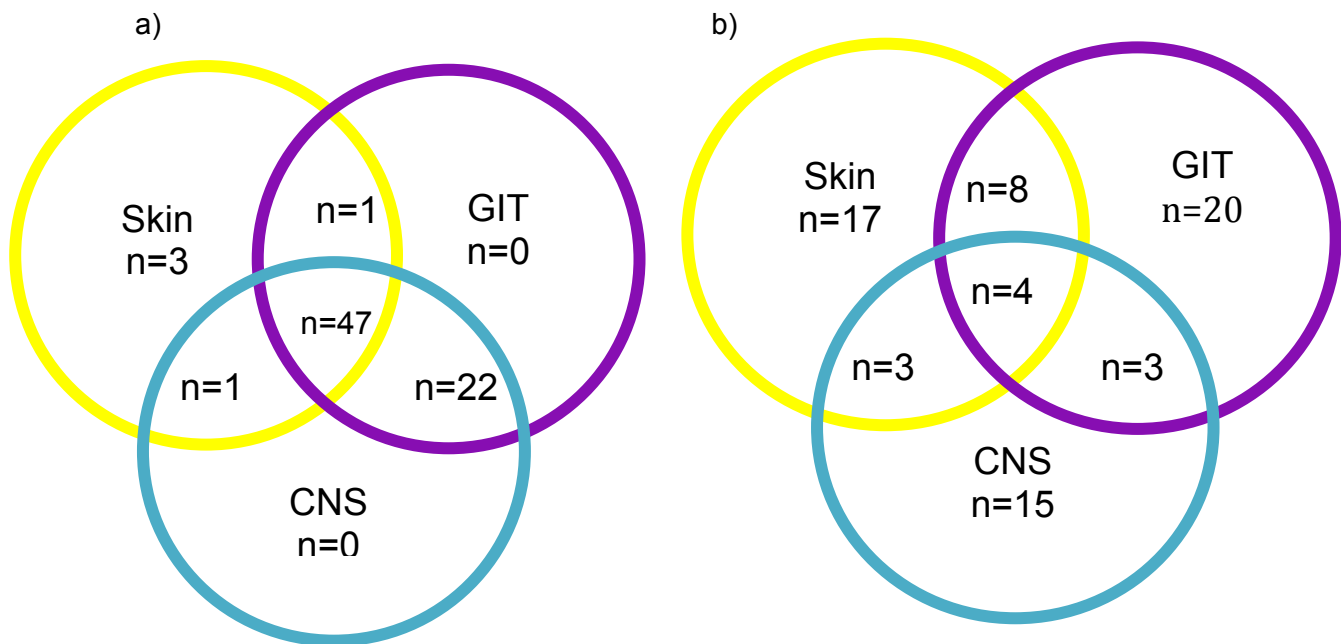 a)
Skin
n=3
n=1
GIT
n=0
n=47
n=1
n=22
CNS
n=0
b)
Skin
n=17
n=8
GIT
n=20
n=4
n=3
n=3
CNS
n=15